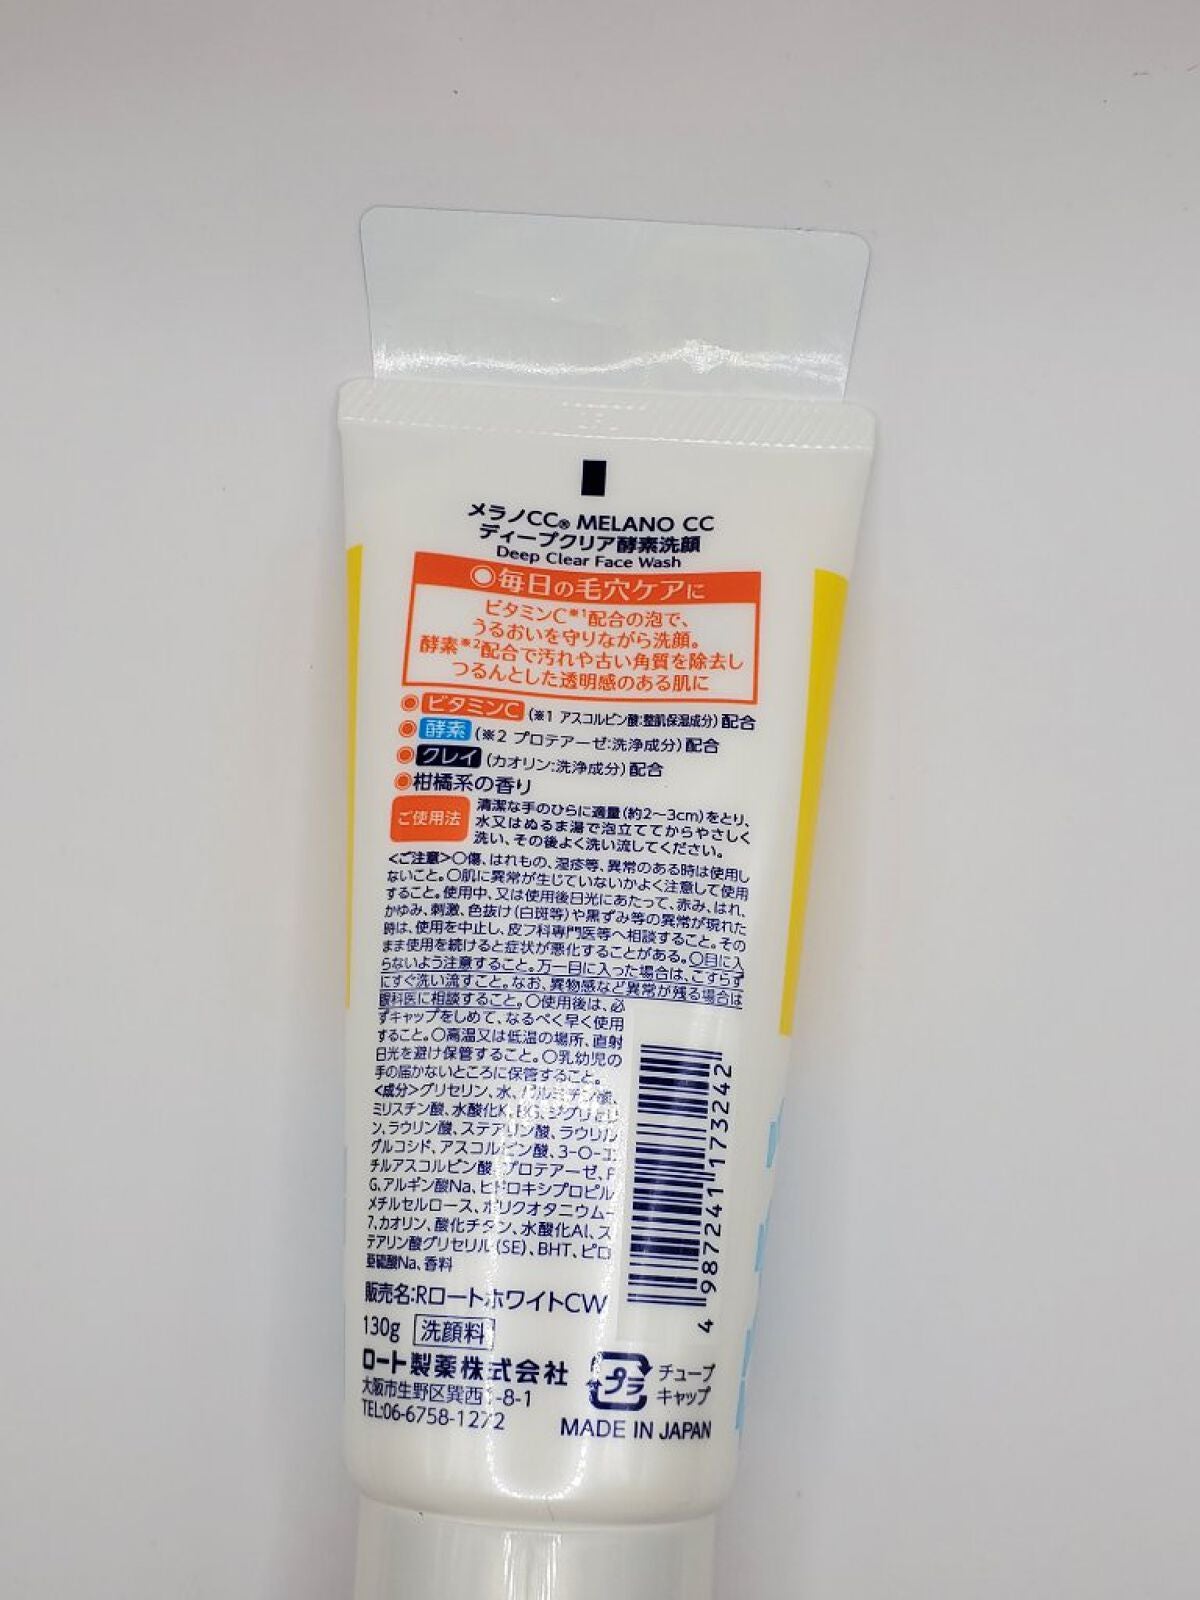 メラノCC® MELANO CC
ディープクリア酵素洗顔
Deep Clear Face Wash
◎毎日の毛穴ケアに
ビタミンC※1配合の泡で、
うるおいを守りながら洗顔。
酵素※2配合で汚れや古い角質を除去し
つるんとした透明感のある肌に
◎ビタミンC(※1 アスコルビン酸:整肌保湿成分)配合
◎酵素(※2 プロテアーゼ:洗浄成分)配合
◎クレイ(カオリン:洗浄成分)配合
◎柑橘系の香り
ご使用法
清潔な手のひらに適量(約2〜3cm)をとり、
水又はぬるま湯で泡立ててからやさしく
洗い、その後よく洗い流してください。
<ご注意>○傷、はれもの、湿疹等、異常のある時は使用し
ないこと。○肌に異常が生じていないかよく注意して使用
すること。使用中、又は使用後日光にあたって、赤み、はれ、
かゆみ、刺激、色抜け(白斑等)や黒ずみ等の異常が現れた
時は、使用を中止し、皮フ科専門医等へ相談すること。その
まま使用を続けると症状が悪化することがある。○目に入
らないよう注意すること。万一目に入った場合は、こすらず
にすぐ洗い流すこと。なお、異物感など異常が残る場合は
眼科医に相談すること。○使用後は、必
ずキャップをしめて、なるべく早く使用
すること。○高温又は低温の場所、直射
日光を避け保管すること。○乳幼児の
手の届かないところに保管すること。
<成分>グリセリン、水、パルミチン酸、
ミリスチン酸、水酸化K、BG、ジグリセリ
ン、ラウリン酸、ステアリン酸、ラウリル
グルコシド、アスコルビン酸、3-O-エ
チルアスコルビン酸、プロテアーゼ、P
G、アルギン酸Na、ヒドロキシプロピル
メチルセルロース、ポリクオタニウム-
7、カオリン、酸化チタン、水酸化Al、ス
テアリン酸グリセリル(SE)、BHT、ピロ
亜硫酸Na、香料
販売名:RロートホワイトCW
130g 洗顔料
ロート製薬株式会社
大阪市生野区巽西1-8-1
TEL:06-6758-1272
4 987241 173242
プラ
チューブ
キャップ
MADE IN JAPAN